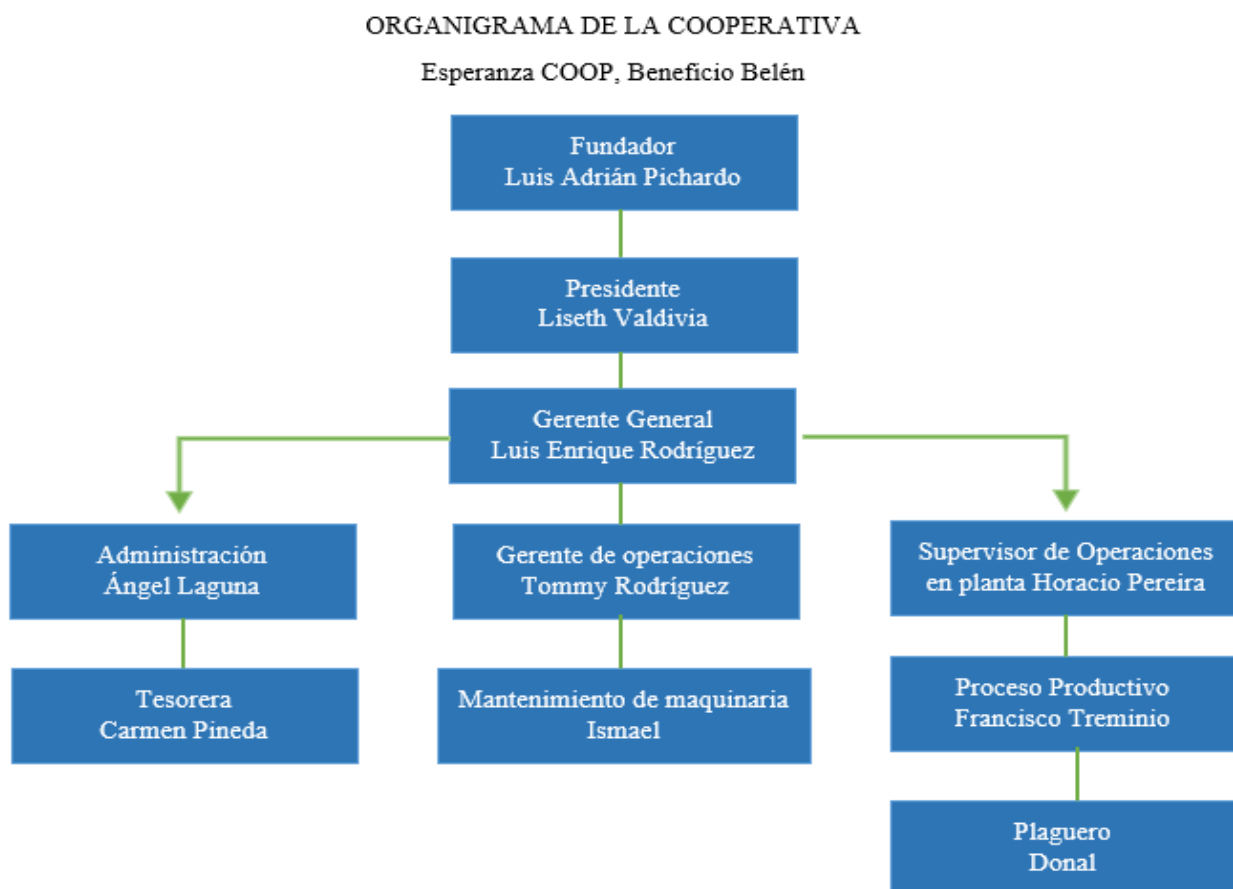 ORGANIGRAMA DE LA COOPERATIVA
Esperanza COOP, Beneficio Belén
Fundador
Luis Adrián Pichardo
Presidente
Liseth Valdivia
Gerente General
Luis Enrique Rodríguez
Administración
Ángel Laguna
Gerente de operaciones
Tommy Rodríguez
Supervisor de Operaciones
en planta Horacio Pereira
Tesorera
Carmen Pineda
Mantenimiento de maquinaria
Ismael
Proceso Productivo
Francisco Treminio
Plaguero
Donal